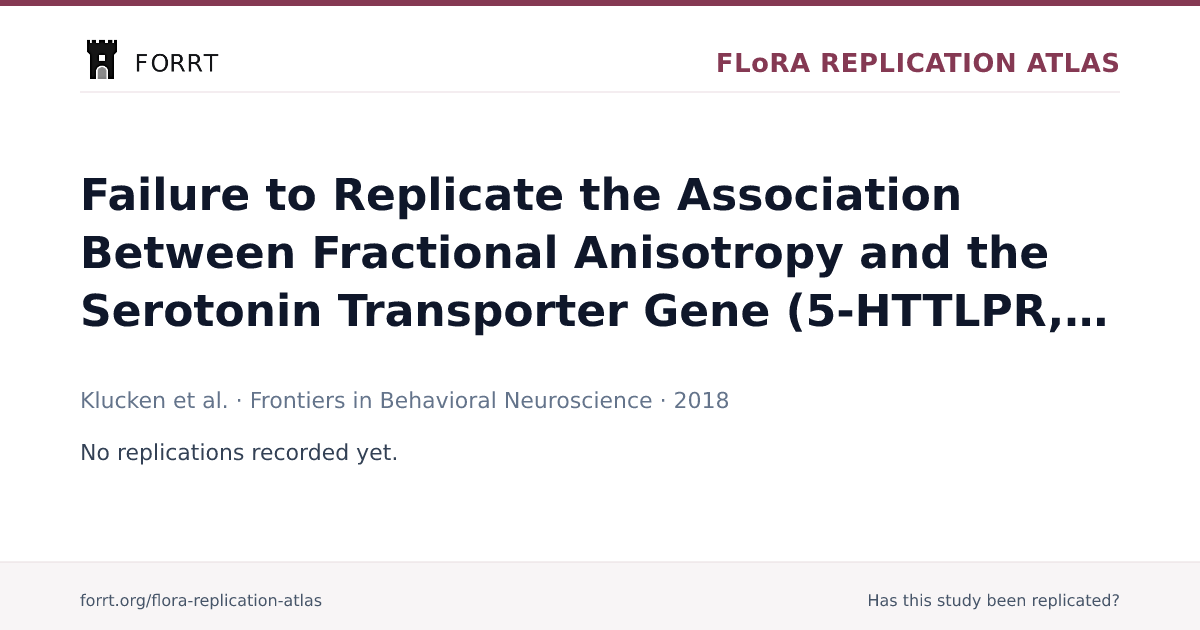 FORRT
FLoRA REPLICATION ATLAS
Failure to Replicate the Association
Between Fractional Anisotropy and the
Serotonin Transporter Gene (5-HTTLPR,…
Klucken et al. · Frontiers in Behavioral Neuroscience · 2018
No replications recorded yet.
forrt.org/flora-replication-atlas
Has this study been replicated?